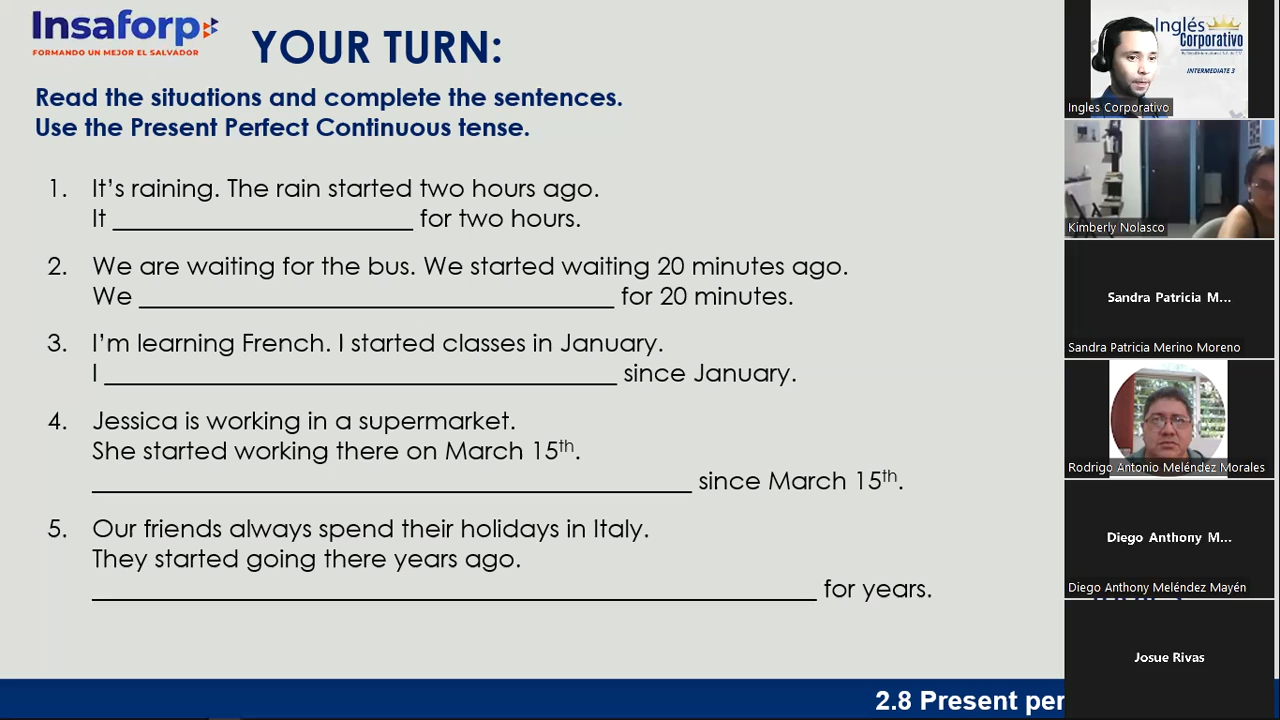 Insaforp
FORMANDO UN MEJOR EL SALVADOR
YOUR TURN:
Read the situations and complete the sentences.
Use the Present Perfect Continuous tense.
1. It's raining. The rain started two hours ago.
It ______________________ for two hours.
2. We are waiting for the bus. We started waiting 20 minutes ago.
We ___________________________________ for 20 minutes.
3. I'm learning French. I started classes in January.
I ______________________________________ since January.
4. Jessica is working in a supermarket.
She started working there on March 15th.
____________________________________________ since March 15th.
5. Our friends always spend their holidays in Italy.
They started going there years ago.
_____________________________________________________ for years.
2.8 Present per
Inglés
Corporativo
INTERMEDIATE 3
Ingles Corporativo
Kimberly Nolasco
Sandra Patricia M...
Sandra Patricia Merino Moreno
Rodrigo Antonio Meléndez Morales
Diego Anthony M...
Diego Anthony Meléndez Mayén
Josue Rivas